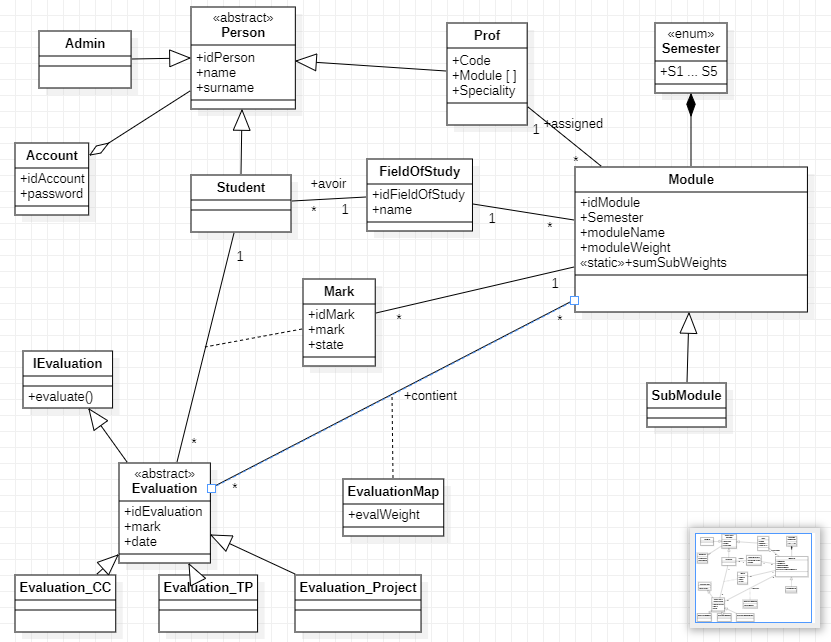 «abstract»
Person
+idPerson
+name
+surname
Admin
Prof
+Code
+Module [ ]
+Speciality
«enum»
Semester
+S1 ... S5
1
+assigned
*
Account
+idAccount
+password
Student
+avoir
*
1
FieldOfStudy
+idFieldOfStudy
+name
1
*
Module
+idModule
+Semester
+moduleName
+moduleWeight
«static»+sumSubWeights
1
Mark
+idMark
+mark
+state
1
*
*
IEvaluation
+evaluate()
+contient
SubModule
*
«abstract»
Evaluation
+idEvaluation
+mark
+date
*
EvaluationMap
+evalWeight
Evaluation_CC
Evaluation_TP
Evaluation_Project